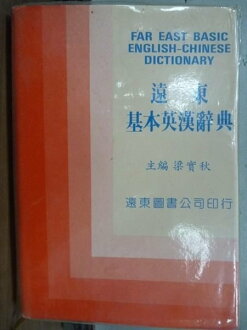 FAR EAST BASIC
ENGLISH-CHINESE
DICTIONARY
遠東
基本英漢辭典
主編 梁實秋
遠東圖書公司印行